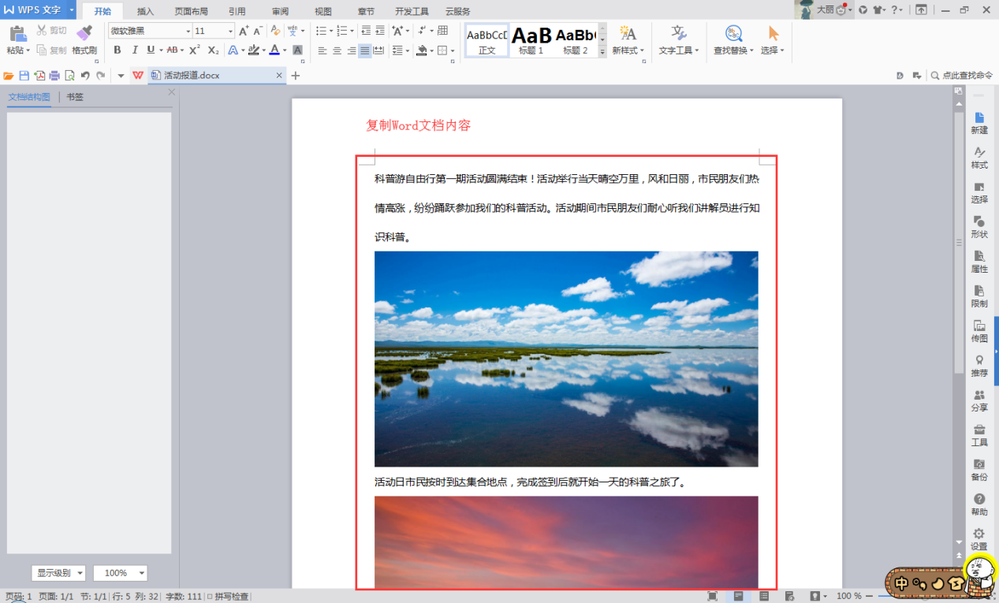 WPS 文字 开始 插入 页面布局 引用 审阅 视图 章节 开发工具 云服务 大丽
剪切 微软雅黑 11
粘贴 复制 格式刷 B I U AB X² X₂ A A A
AaBbCcD AaB AaBb
正文 标题 1 标题 2 新样式 文字工具 查找替换 选择
活动报道.docx × + 点此查找命令
文档结构图 书签
复制Word文档内容
科普游自由行第一期活动圆满结束！活动举行当天晴空万里，风和日丽，市民朋友们热
情高涨，纷纷踊跃参加我们的科普活动。活动期间市民朋友们耐心听我们讲解员进行知
识科普。
活动日市民按时到达集合地点，完成签到后就开始一天的科普之旅了。
新建
样式
选择
形状
属性
限制
传图
推荐
分享
工具
备份
帮助
设置
显示级别 100%
中
页码: 1 页面: 1/1 节: 1/1 行: 5 列: 32 字数: 111 拼写检查 100 %